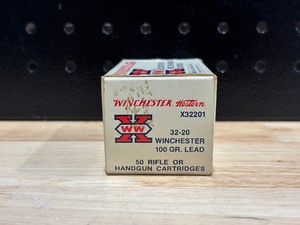 WINCHESTER Western
X32201
X
WW
32-20
WINCHESTER
100 GR. LEAD
50 RIFLE OR
HANDGUN CARTRIDGES